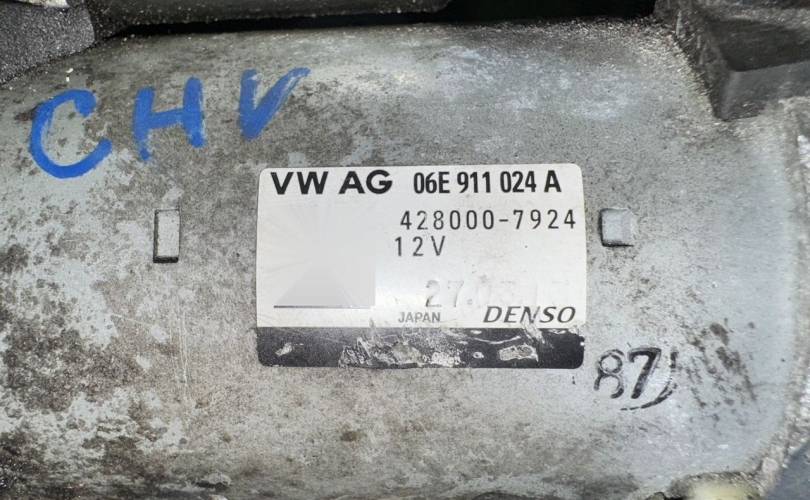 CHV
VW AG 06E 911 024 A
428000-7924
12V
JAPAN DENSO
87)